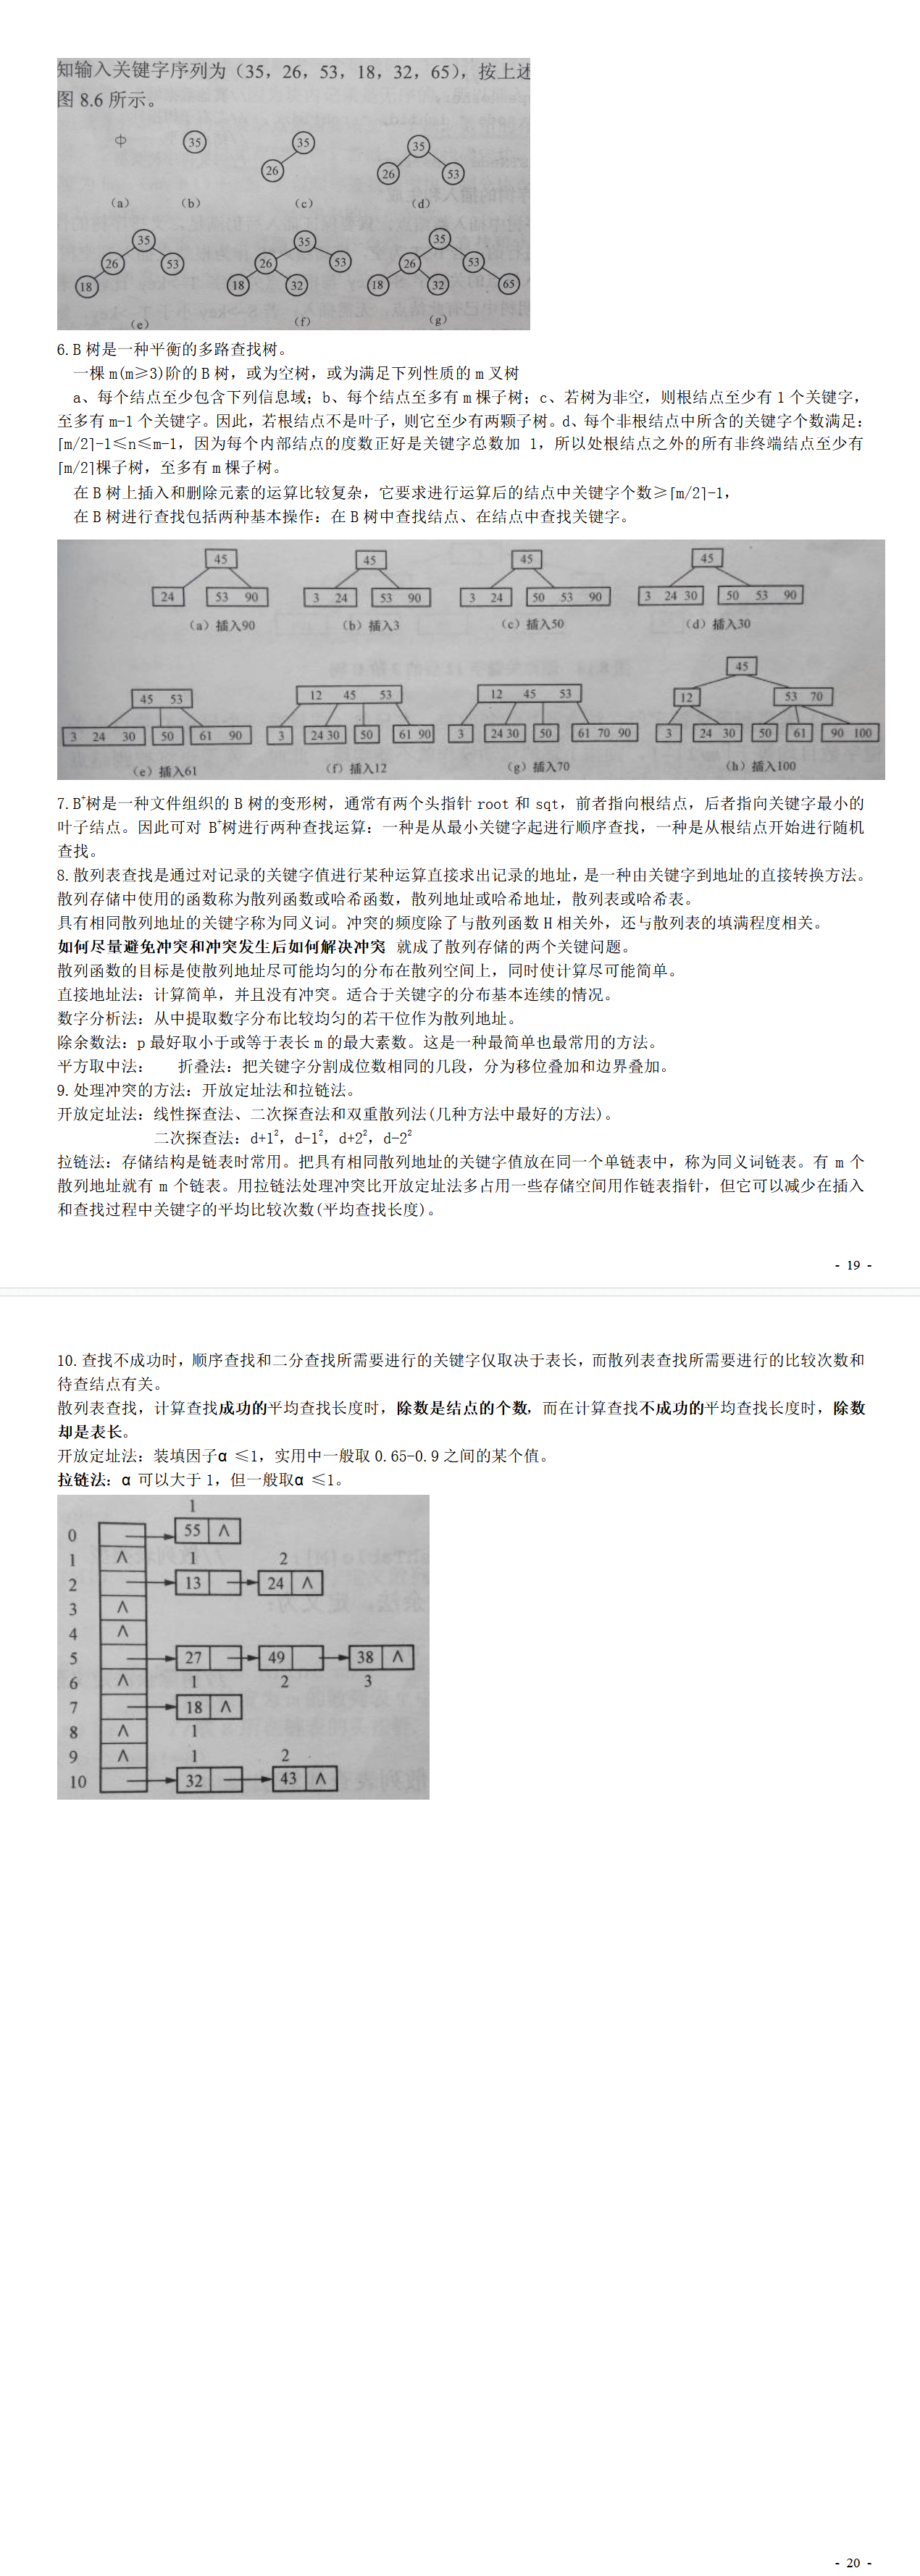 知输入关键字序列为（35，26，53，18，32，65），按上述
图 8.6 所示。
Φ 35 35 35
26 26 53
（a） （b） （c） （d）
35 35 35
26 53 26 53 26 53
18 18 32 18 32 65
（e） （f） （g）
6.B 树是一种平衡的多路查找树。
一棵 m(m≥3)阶的 B 树，或为空树，或为满足下列性质的 m 叉树
a、每个结点至少包含下列信息域；b、每个结点至多有 m 棵子树；c、若树为非空，则根结点至少有 1 个关键字，
至多有 m-1 个关键字。因此，若根结点不是叶子，则它至少有两颗子树。d、每个非根结点中所含的关键字个数满足：
⌈m/2⌉-1≤n≤m-1，因为每个内部结点的度数正好是关键字总数加 1，所以处根结点之外的所有非终端结点至少有
⌈m/2⌉棵子树，至多有 m 棵子树。
在 B 树上插入和删除元素的运算比较复杂，它要求进行运算后的结点中关键字个数≥⌈m/2⌉-1，
在 B 树进行查找包括两种基本操作：在 B 树中查找结点、在结点中查找关键字。
45 45 45 45
24 53 90 3 24 53 90 3 24 50 53 90 3 24 30 50 53 90
（a）插入90 （b）插入3 （c）插入50 （d）插入30
45
45 53 12 45 53 12 45 53 12 53 70
3 24 30 50 61 90 3 24 30 50 61 90 3 24 30 50 61 70 90 3 24 30 50 61 90 100
（e）插入61 （f）插入12 （g）插入70 （h）插入100
7.B⁺树是一种文件组织的 B 树的变形树，通常有两个头指针 root 和 sqt，前者指向根结点，后者指向关键字最小的
叶子结点。因此可对 B⁺树进行两种查找运算：一种是从最小关键字起进行顺序查找，一种是从根结点开始进行随机
查找。
8.散列表查找是通过对记录的关键字值进行某种运算直接求出记录的地址，是一种由关键字到地址的直接转换方法。
散列存储中使用的函数称为散列函数或哈希函数，散列地址或哈希地址，散列表或哈希表。
具有相同散列地址的关键字称为同义词。冲突的频度除了与散列函数 H 相关外，还与散列表的填满程度相关。
如何尽量避免冲突和冲突发生后如何解决冲突 就成了散列存储的两个关键问题。
散列函数的目标是使散列地址尽可能均匀的分布在散列空间上，同时使计算尽可能简单。
直接地址法：计算简单，并且没有冲突。适合于关键字的分布基本连续的情况。
数字分析法：从中提取数字分布比较均匀的若干位作为散列地址。
除余数法：p 最好取小于或等于表长 m 的最大素数。这是一种最简单也最常用的方法。
平方取中法： 折叠法：把关键字分割成位数相同的几段，分为移位叠加和边界叠加。
9.处理冲突的方法：开放定址法和拉链法。
开放定址法：线性探查法、二次探查法和双重散列法(几种方法中最好的方法)。
二次探查法：d+1²，d-1²，d+2²，d-2²
拉链法：存储结构是链表时常用。把具有相同散列地址的关键字值放在同一个单链表中，称为同义词链表。有 m 个
散列地址就有 m 个链表。用拉链法处理冲突比开放定址法多占用一些存储空间用作链表指针，但它可以减少在插入
和查找过程中关键字的平均比较次数(平均查找长度)。
- 19 -
10.查找不成功时，顺序查找和二分查找所需要进行的关键字仅取决于表长，而散列表查找所需要进行的比较次数和
待查结点有关。
散列表查找，计算查找成功的平均查找长度时，除数是结点的个数，而在计算查找不成功的平均查找长度时，除数
却是表长。
开放定址法：装填因子α ≤1，实用中一般取 0.65-0.9 之间的某个值。
拉链法：α 可以大于 1，但一般取α ≤1。
1
0 55 ∧
1 ∧ 1 2
2 13 24 ∧
3 ∧
4 ∧
5 27 49 38 ∧
6 ∧ 1 2 3
7 18 ∧
8 ∧ 1
9 ∧ 1 2
10 32 43 ∧
- 20 -